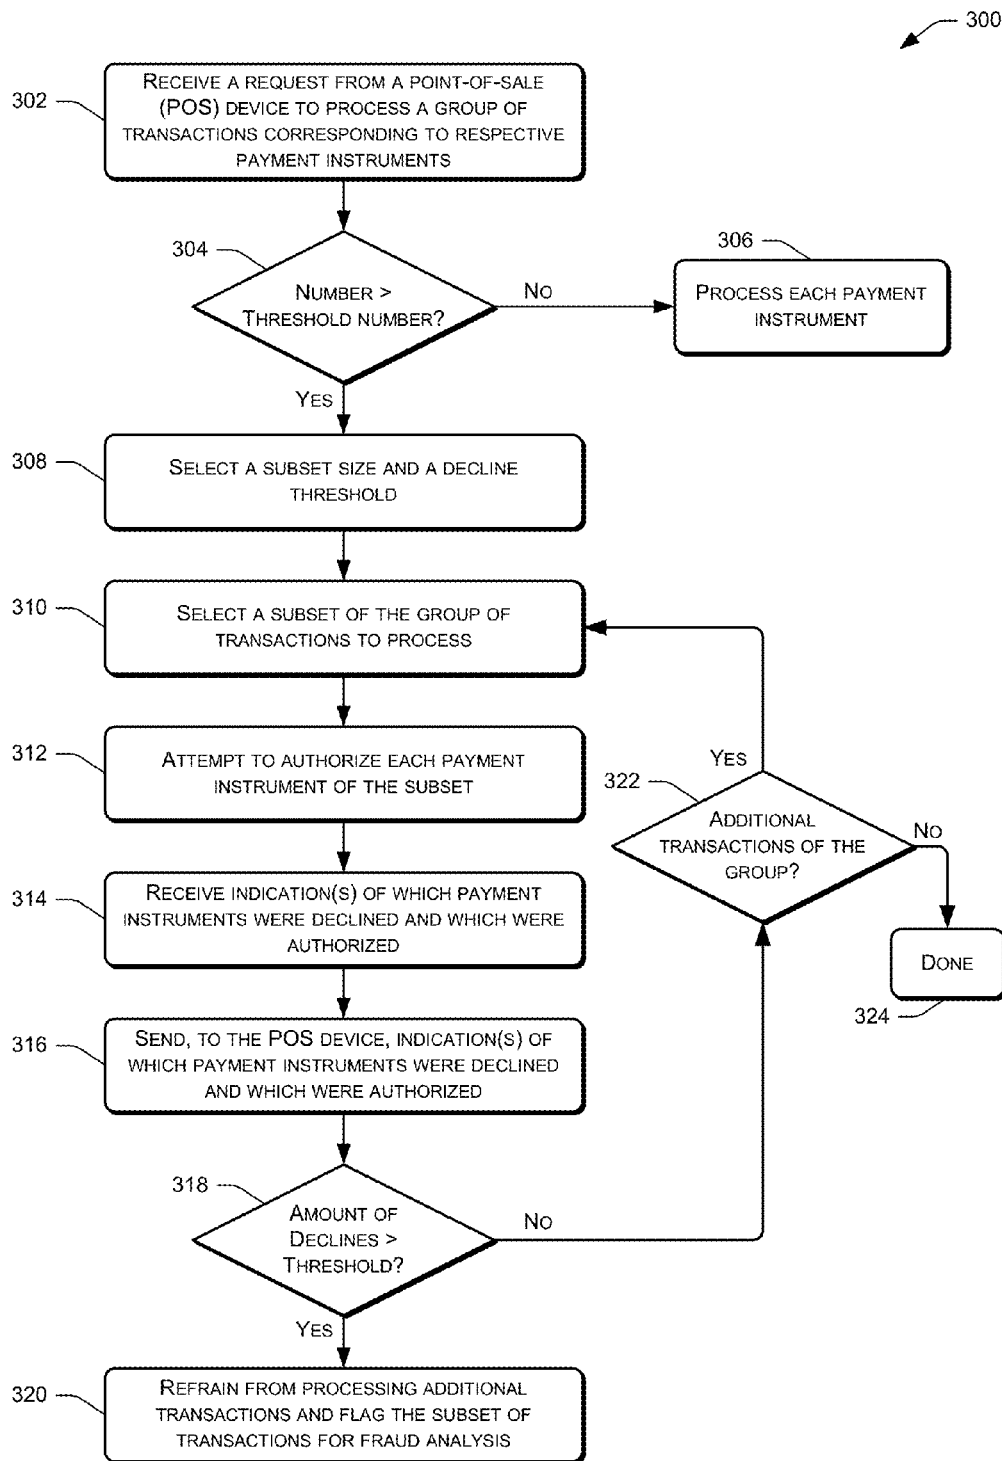 300
302
RECEIVE A REQUEST FROM A POINT-OF-SALE
(POS) DEVICE TO PROCESS A GROUP OF
TRANSACTIONS CORRESPONDING TO RESPECTIVE
PAYMENT INSTRUMENTS
304
NUMBER >
THRESHOLD NUMBER?
NO
306
PROCESS EACH PAYMENT
INSTRUMENT
YES
308
SELECT A SUBSET SIZE AND A DECLINE
THRESHOLD
310
SELECT A SUBSET OF THE GROUP OF
TRANSACTIONS TO PROCESS
312
ATTEMPT TO AUTHORIZE EACH PAYMENT
INSTRUMENT OF THE SUBSET
314
RECEIVE INDICATION(S) OF WHICH PAYMENT
INSTRUMENTS WERE DECLINED AND WHICH WERE
AUTHORIZED
316
SEND, TO THE POS DEVICE, INDICATION(S) OF
WHICH PAYMENT INSTRUMENTS WERE DECLINED
AND WHICH WERE AUTHORIZED
318
AMOUNT OF
DECLINES >
THRESHOLD?
NO
YES
320
REFRAIN FROM PROCESSING ADDITIONAL
TRANSACTIONS AND FLAG THE SUBSET OF
TRANSACTIONS FOR FRAUD ANALYSIS
322
YES
ADDITIONAL
TRANSACTIONS OF THE
GROUP?
NO
DONE
324